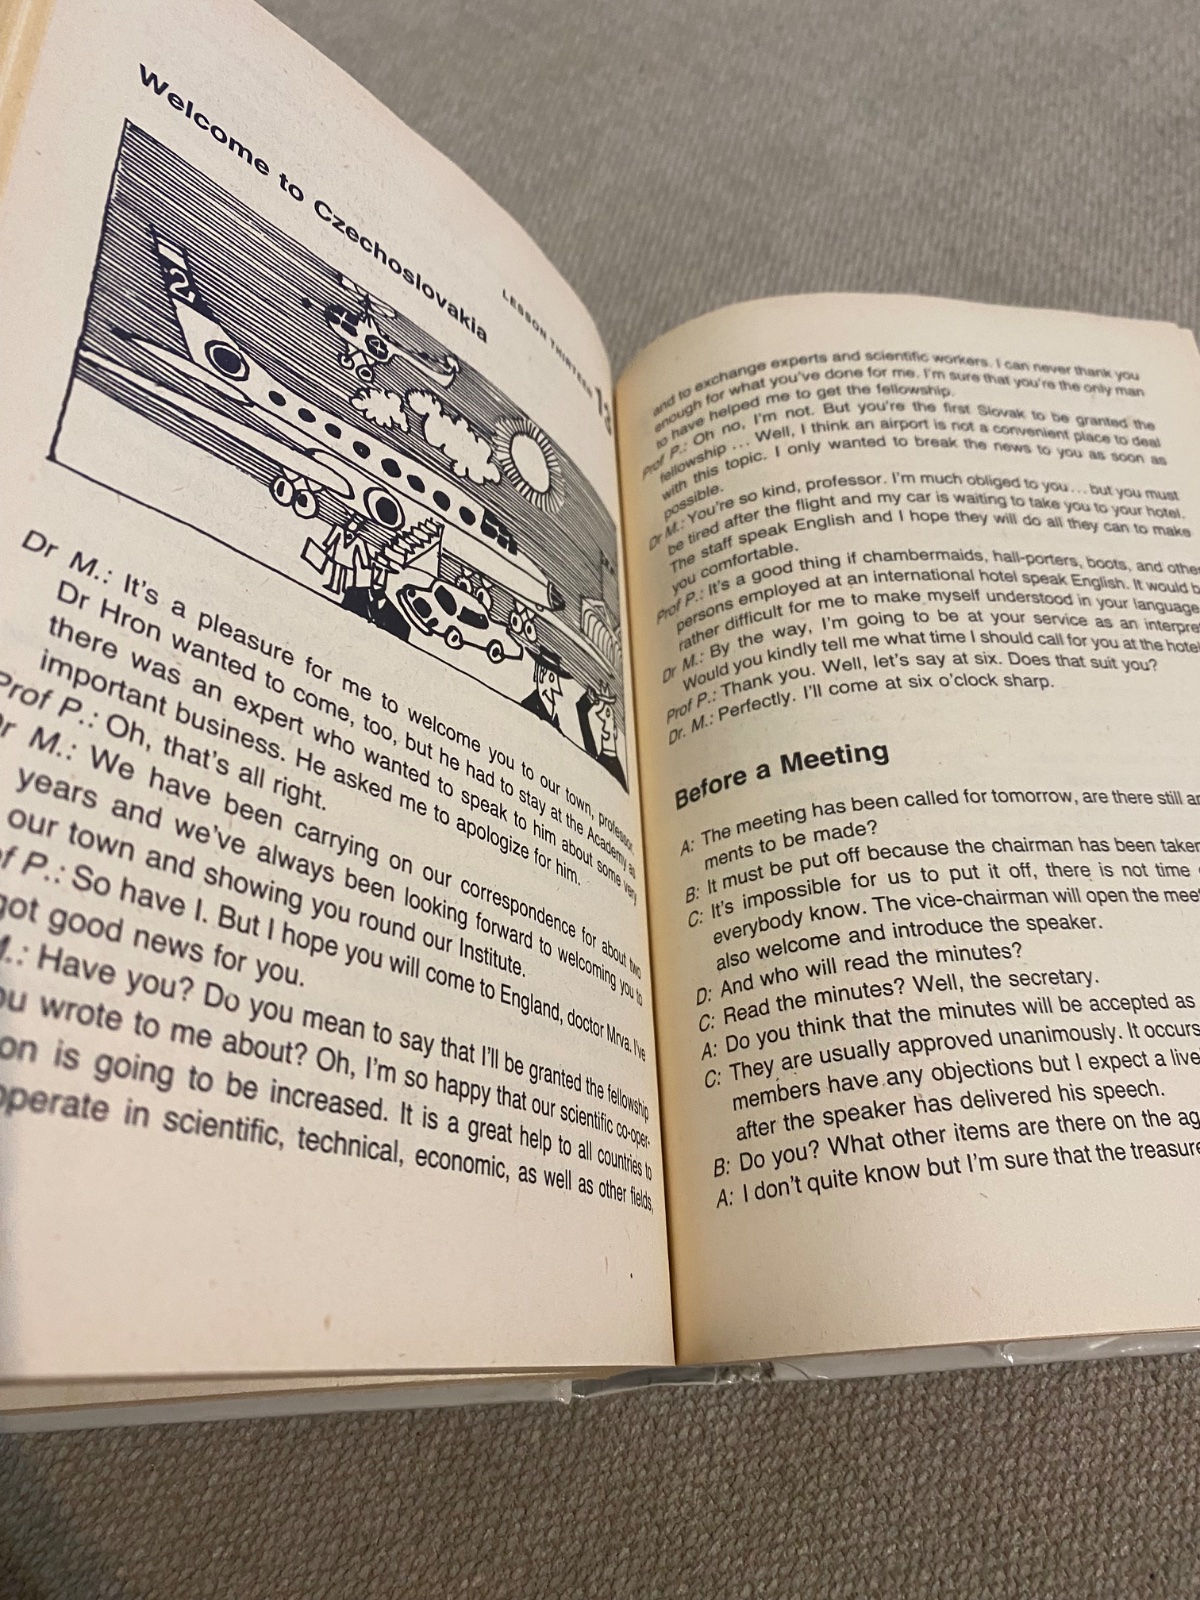 LESSON THIRTEEN 13
Welcome to Czechoslovakia
2
Dr M.: It's a pleasure for me to welcome you to our town, professor.
Dr Hron wanted to come, too, but he had to stay at the Academy as
there was an expert who wanted to speak to him about some very
important business. He asked me to apologize for him.
Prof P.: Oh, that's all right.
Dr M.: We have been carrying on our correspondence for about two
years and we've always been looking forward to welcoming you to
our town and showing you round our Institute.
of P.: So have I. But I hope you will come to England, doctor Mrva. I've
got good news for you.
M.: Have you? Do you mean to say that I'll be granted the fellowship
ou wrote to me about? Oh, I'm so happy that our scientific co-oper-
on is going to be increased. It is a great help to all countries to
operate in scientific, technical, economic, as well as other fields,
and to exchange experts and scientific workers. I can never thank you
enough for what you've done for me. I'm sure that you're the only man
to have helped me to get the fellowship.
Prof P.: Oh no, I'm not. But you're the first Slovak to be granted the
fellowship ... Well, I think an airport is not a convenient place to deal
with this topic. I only wanted to break the news to you as soon as
possible.
Dr M.: You're so kind, professor. I'm much obliged to you ... but you must
be tired after the flight and my car is waiting to take you to your hotel.
The staff speak English and I hope they will do all they can to make
you comfortable.
Prof P.: It's a good thing if chambermaids, hall-porters, boots, and other
persons employed at an international hotel speak English. It would b
rather difficult for me to make myself understood in your language
Dr M.: By the way, I'm going to be at your service as an interpret
Would you kindly tell me what time I should call for you at the hotel
Prof P.: Thank you. Well, let's say at six. Does that suit you?
Dr. M.: Perfectly. I'll come at six o'clock sharp.
Before a Meeting
A: The meeting has been called for tomorrow, are there still ar
ments to be made?
B: It must be put off because the chairman has been taken
C: It's impossible for us to put it off, there is not time
everybody know. The vice-chairman will open the meet
also welcome and introduce the speaker.
D: And who will read the minutes?
C: Read the minutes? Well, the secretary.
A: Do you think that the minutes will be accepted as
C: They are usually approved unanimously. It occurs
members have any objections but I expect a live
after the speaker has delivered his speech.
B: Do you? What other items are there on the ag
A: I don't quite know but I'm sure that the treasure